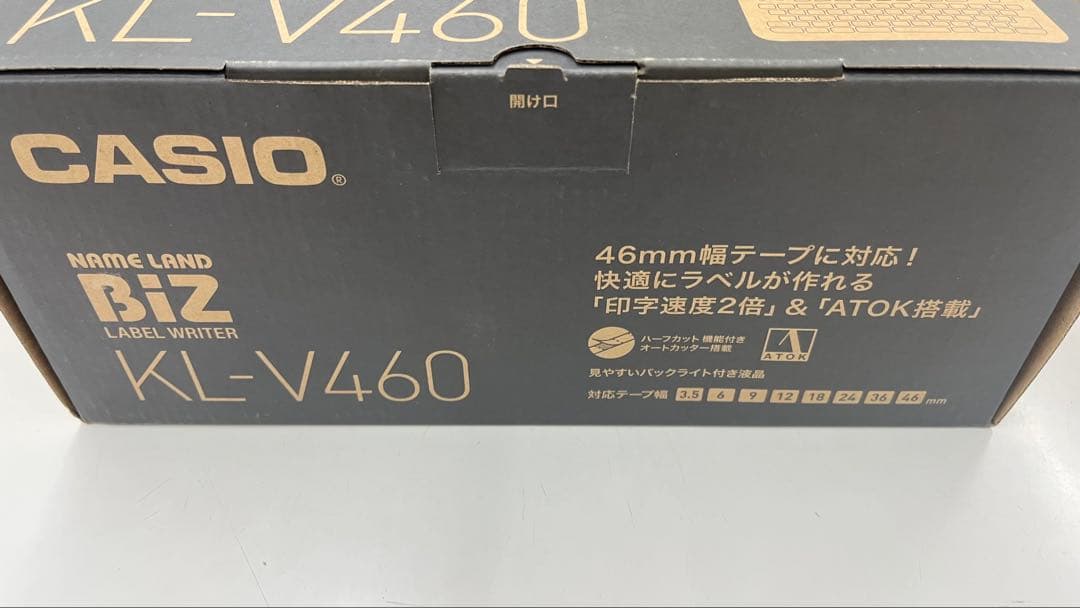 KL-V460
開け口
CASIO®
NAME LAND
BiZ
LABEL WRITER
KL-V460
46mm幅テープに対応!
快適にラベルが作れる
「印字速度2倍」&「ATOK搭載」
ハーフカット機能付き
オートカッター搭載
A
ATOK
見やすいバックライト付き液晶
対応テープ幅 3.5 6 9 12 18 24 36 46 mm